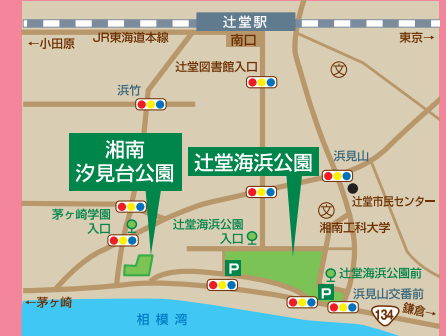 辻堂駅
←小田原
JR東海道本線
南口
東京→
辻堂図書館入口
文
浜竹
湘南
汐見台公園
辻堂海浜公園
浜見山
辻堂市民センター
茅ヶ崎学園
入口
文
湘南工科大学
辻堂海浜公園
入口
P
辻堂海浜公園前
P
浜見山交番前
←茅ヶ崎
134
鎌倉→
相模湾